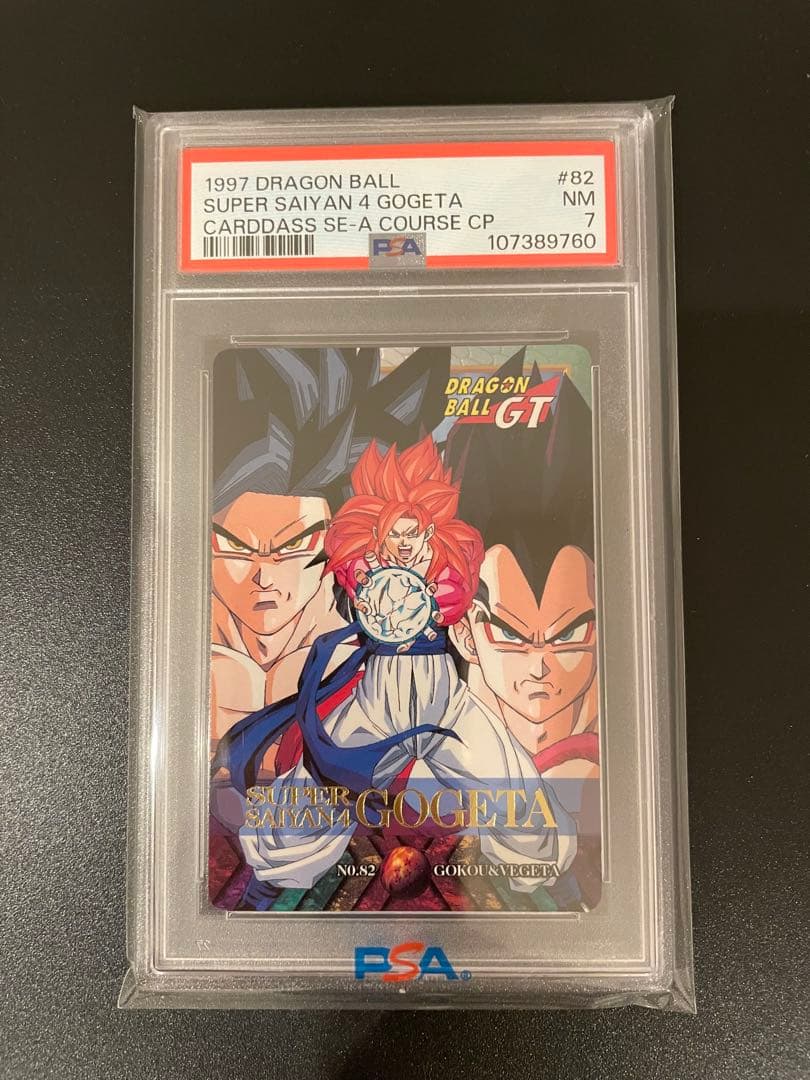 1997 DRAGON BALL #82
SUPER SAIYAN 4 GOGETA NM
CARDDASS SE-A COURSE CP 7
PSA 107389760
DRAGON
BALL GT
SUPER
SAIYAN 4 GOGETA
NO.82 GOKOU&VEGETA
PSA®